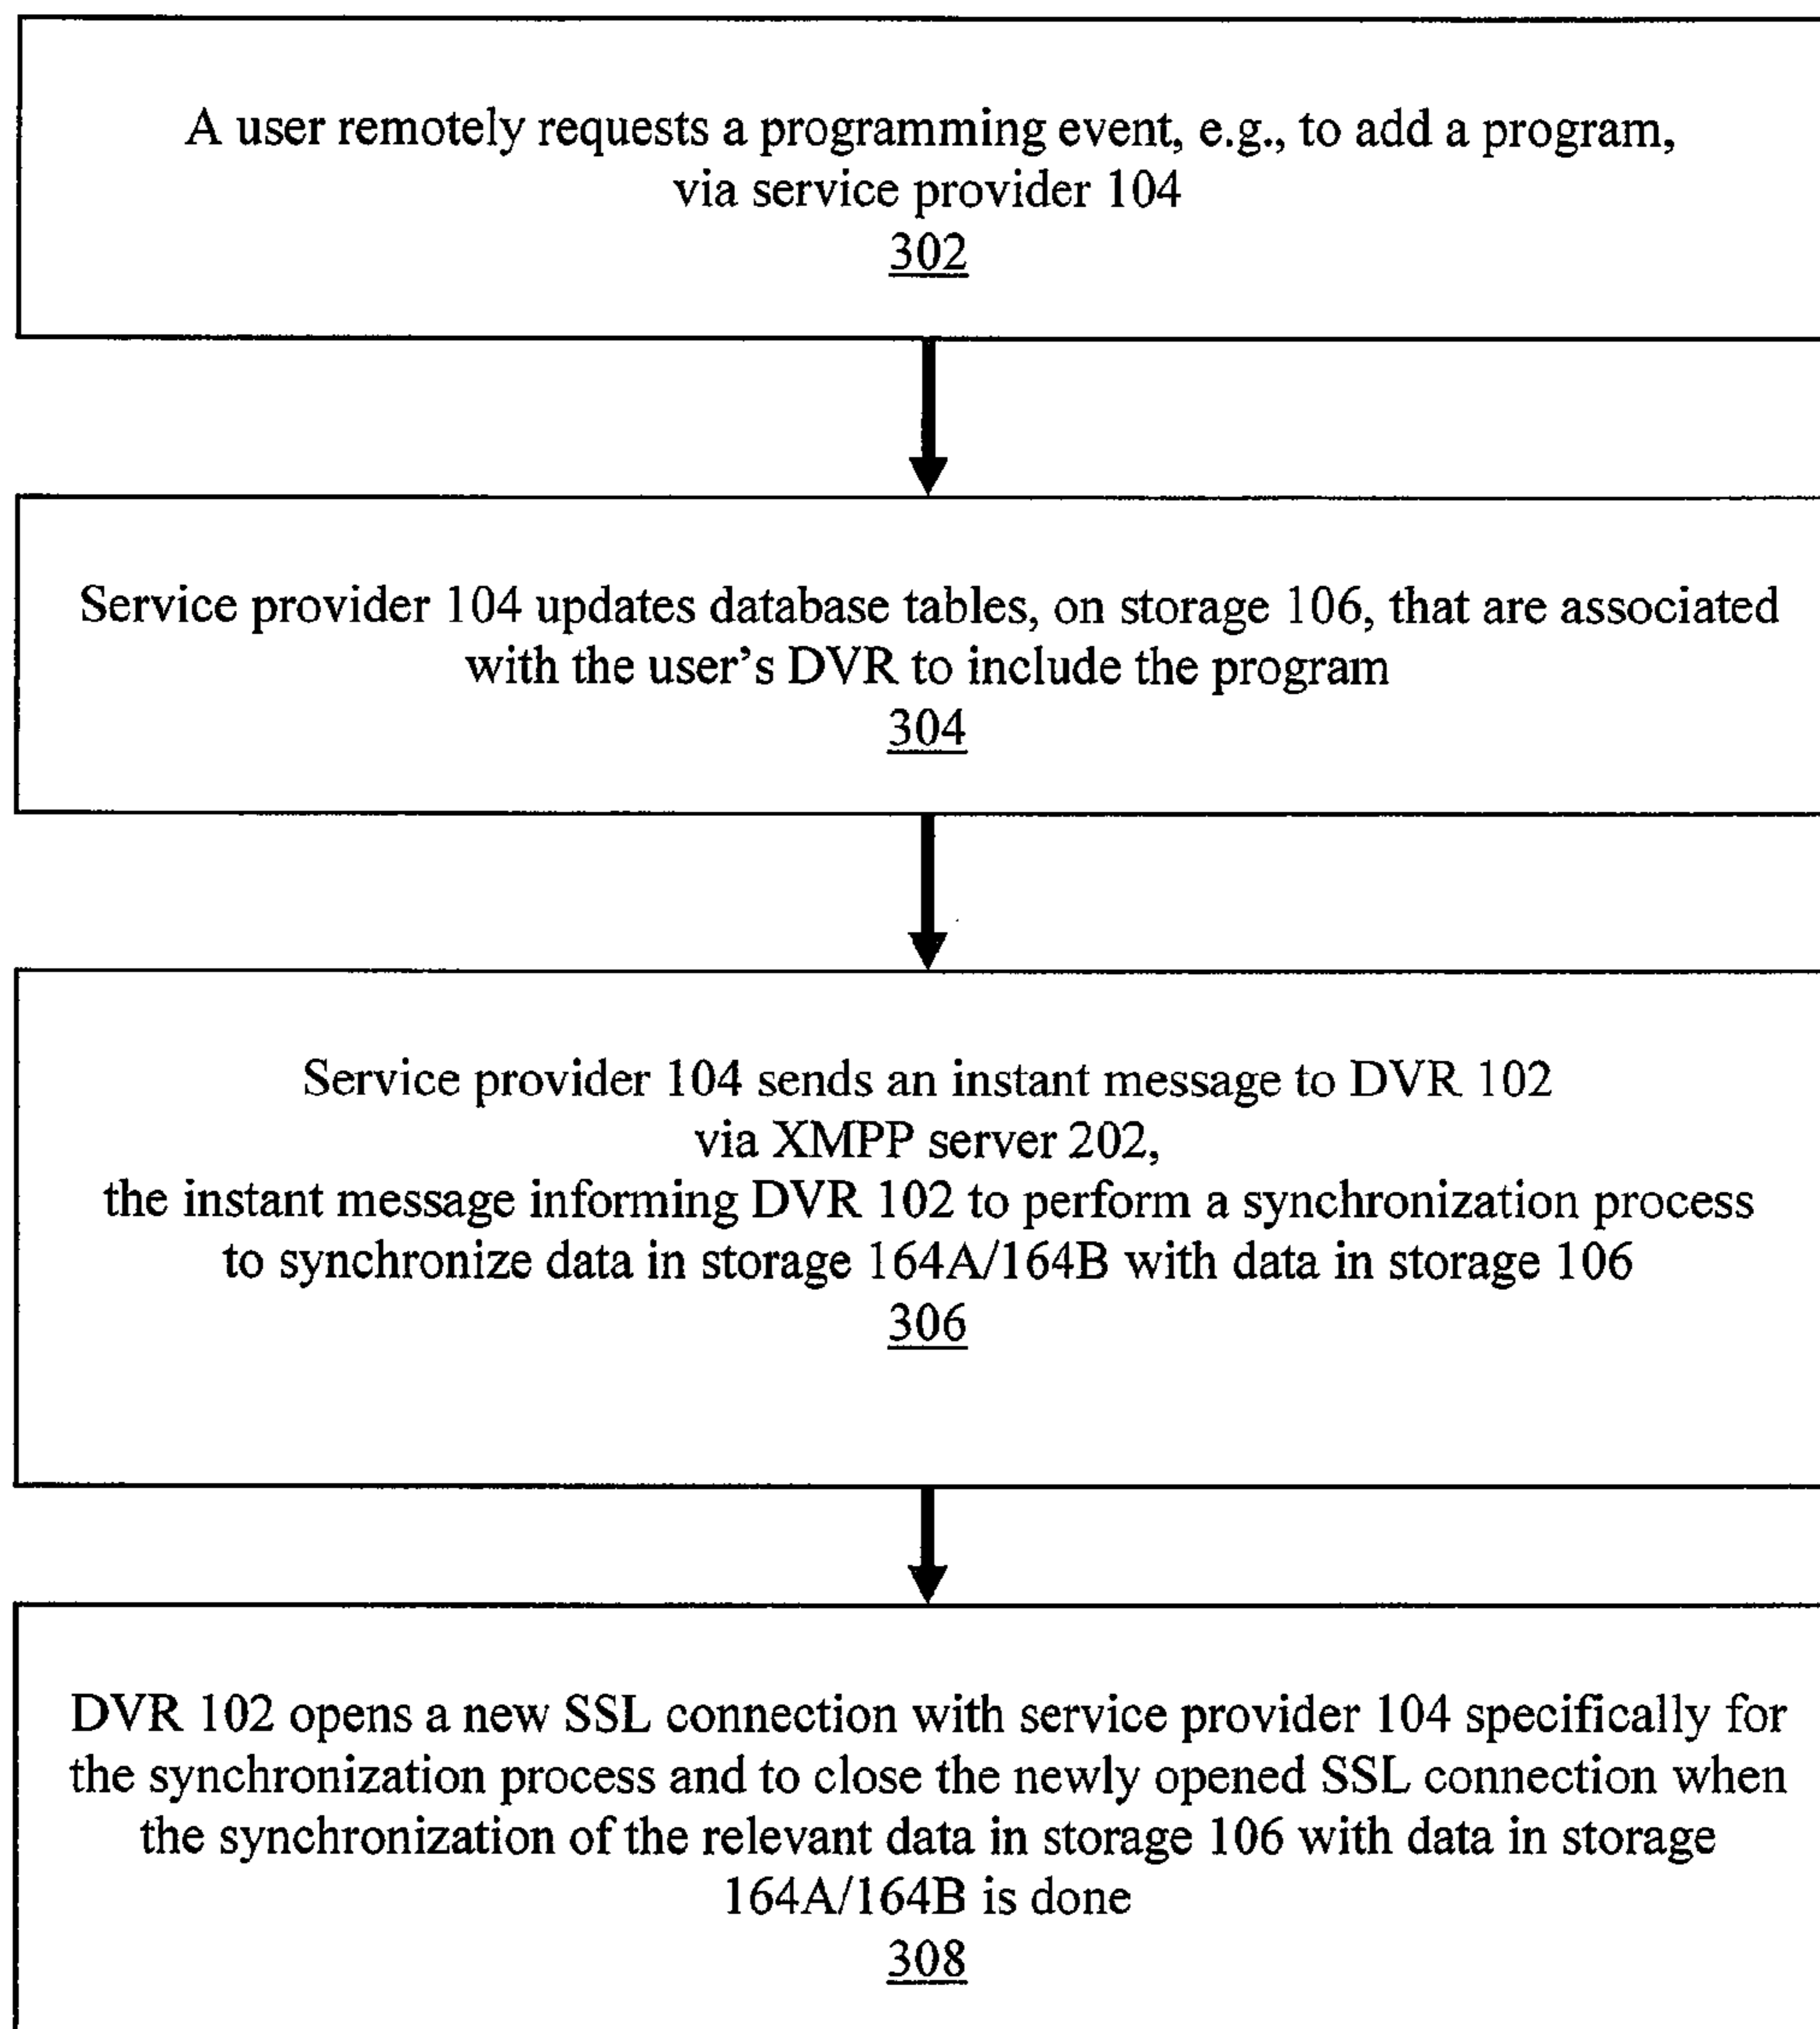 A user remotely requests a programming event, e.g., to add a program,
via service provider 104
302
Service provider 104 updates database tables, on storage 106, that are associated
with the user's DVR to include the program
304
Service provider 104 sends an instant message to DVR 102
via XMPP server 202,
the instant message informing DVR 102 to perform a synchronization process
to synchronize data in storage 164A/164B with data in storage 106
306
DVR 102 opens a new SSL connection with service provider 104 specifically for
the synchronization process and to close the newly opened SSL connection when
the synchronization of the relevant data in storage 106 with data in storage
164A/164B is done
308